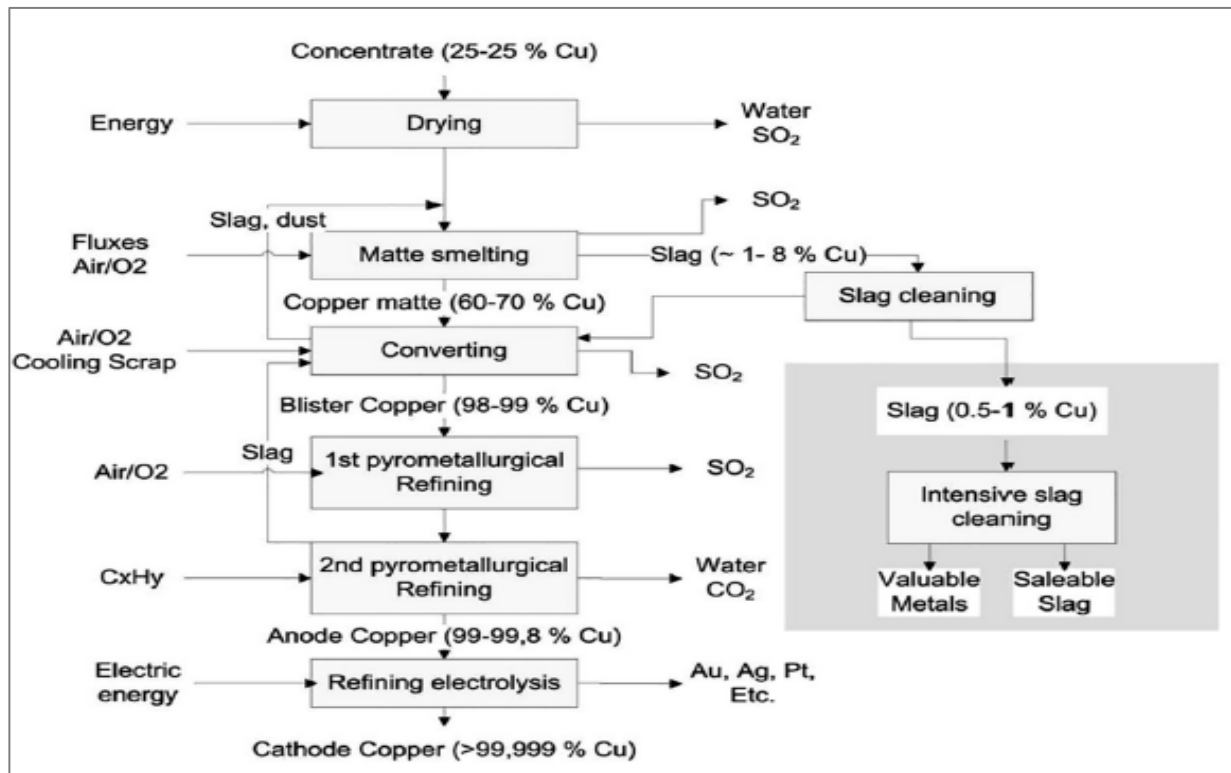 Concentrate (25-25 % Cu)
Energy
Drying
Water
SO₂
Slag, dust
SO₂
Fluxes
Air/O2
Matte smelting
Slag (~ 1- 8 % Cu)
Slag cleaning
Copper matte (60-70 % Cu)
Air/O2
Cooling Scrap
Converting
SO₂
Slag (0.5-1 % Cu)
Blister Copper (98-99 % Cu)
Slag
Air/O2
1st pyrometallurgical
Refining
SO₂
Intensive slag
cleaning
CxHy
2nd pyrometallurgical
Refining
Water
CO₂
Valuable
Metals
Saleable
Slag
Anode Copper (99-99,8 % Cu)
Electric
energy
Refining electrolysis
Au, Ag, Pt,
Etc.
Cathode Copper (>99,999 % Cu)